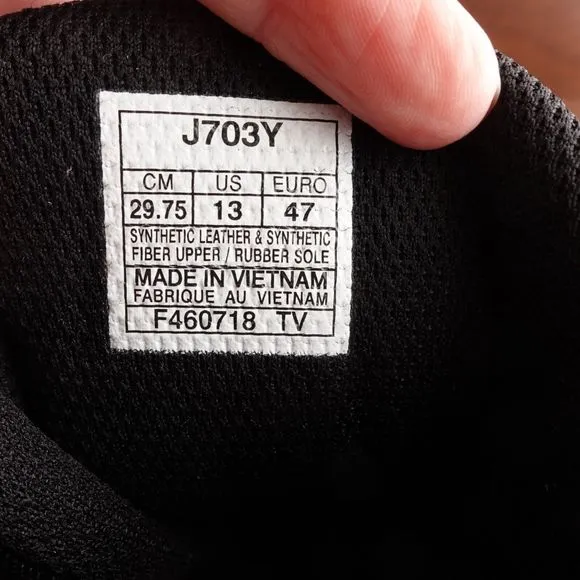 J703Y
CM US EURO
29.75 13 47
SYNTHETIC LEATHER & SYNTHETIC
FIBER UPPER / RUBBER SOLE
MADE IN VIETNAM
FABRIQUE AU VIETNAM
F460718 TV